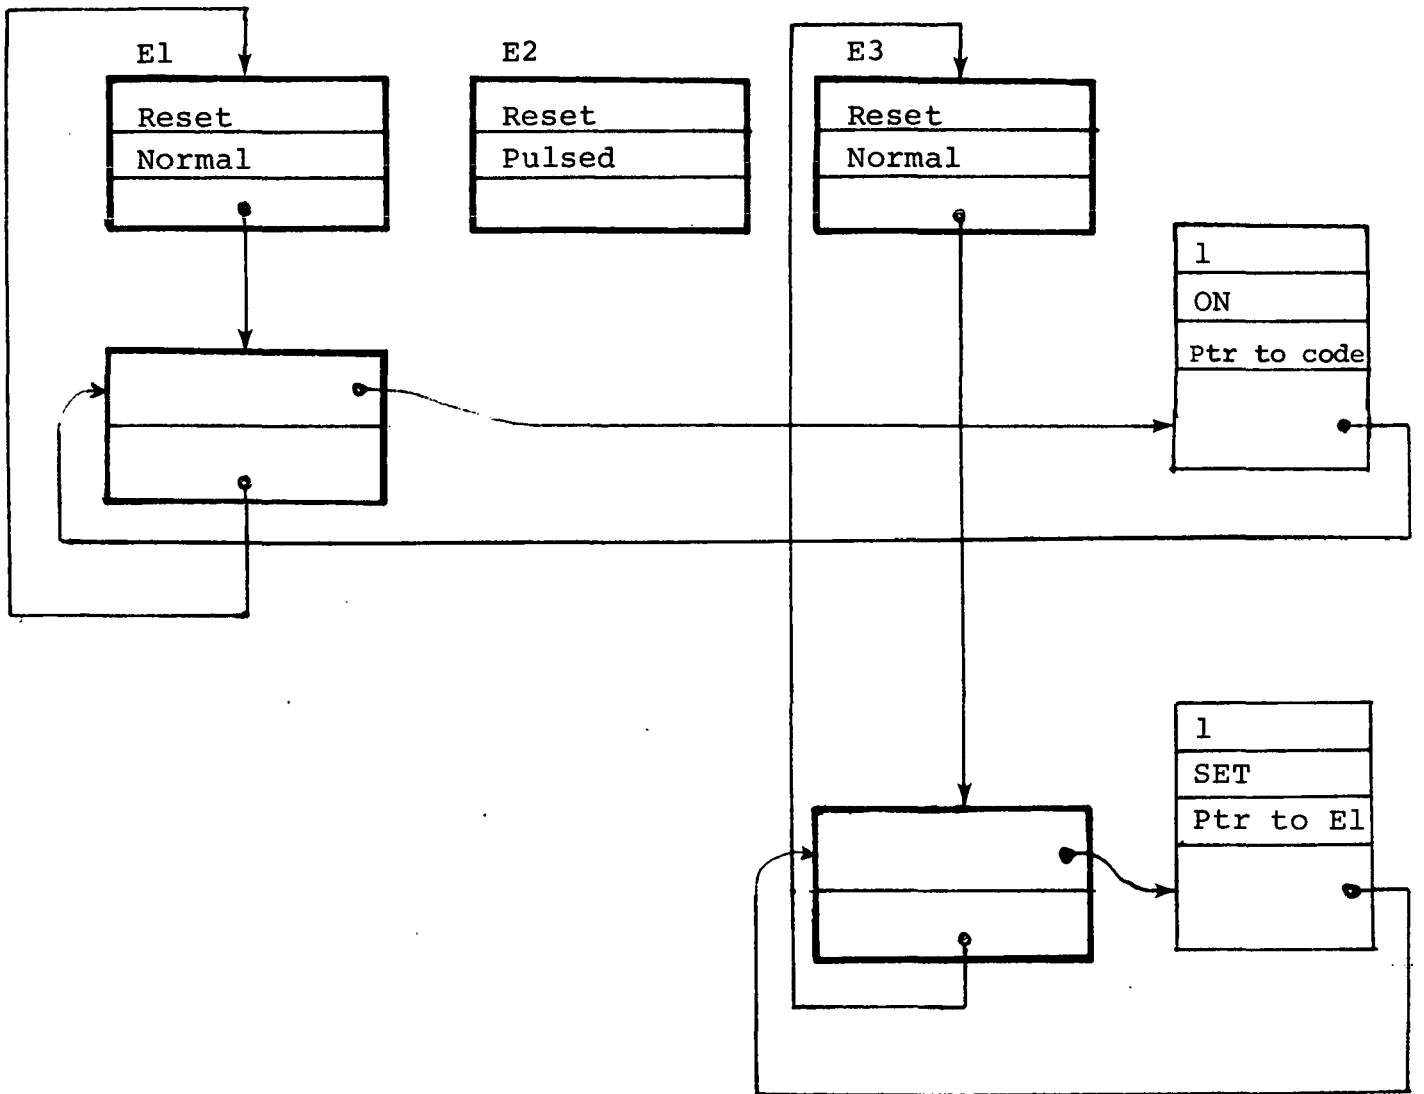 E1
Reset
Normal
E2
Reset
Pulsed
E3
Reset
Normal
1
ON
Ptr to code
1
SET
Ptr to E1